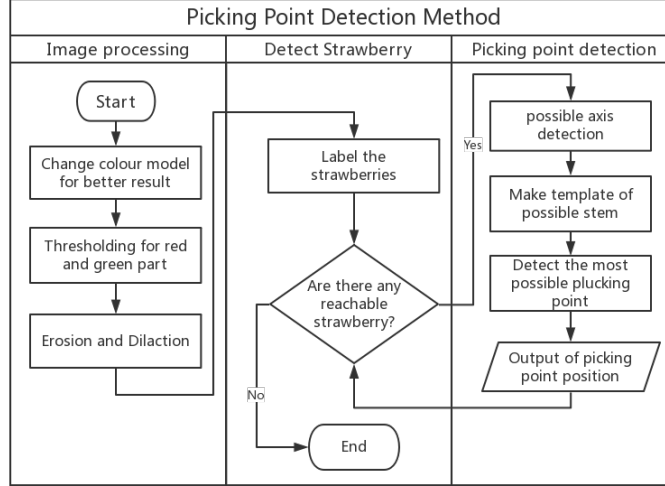 Picking Point Detection Method
Image processing
Detect Strawberry
Picking point detection
Start
Change colour model
for better result
Thresholding for red
and green part
Erosion and Dilaction
Label the
strawberries
Are there any
reachable
strawberry?
No
End
Yes
possible axis
detection
Make template of
possible stem
Detect the most
possible plucking
point
Output of picking
point position